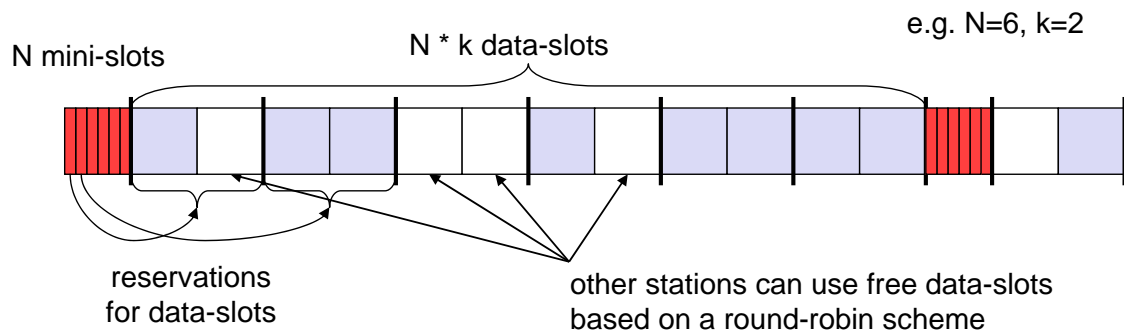 e.g. N=6, k=2
N * k data-slots
N mini-slots
reservations
for data-slots
other stations can use free data-slots
based on a round-robin scheme